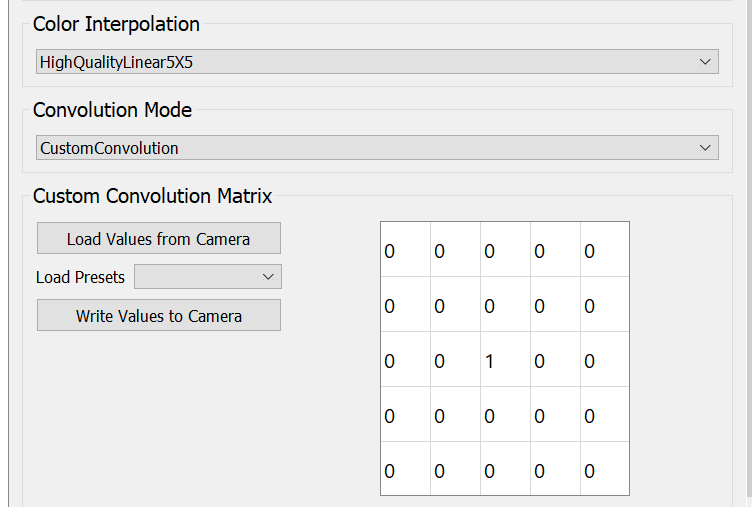 Color Interpolation
HighQualityLinear5X5
Convolution Mode
CustomConvolution
Custom Convolution Matrix
Load Values from Camera
Load Presets
Write Values to Camera
0 0 0 0 0
0 0 0 0 0
0 0 1 0 0
0 0 0 0 0
0 0 0 0 0